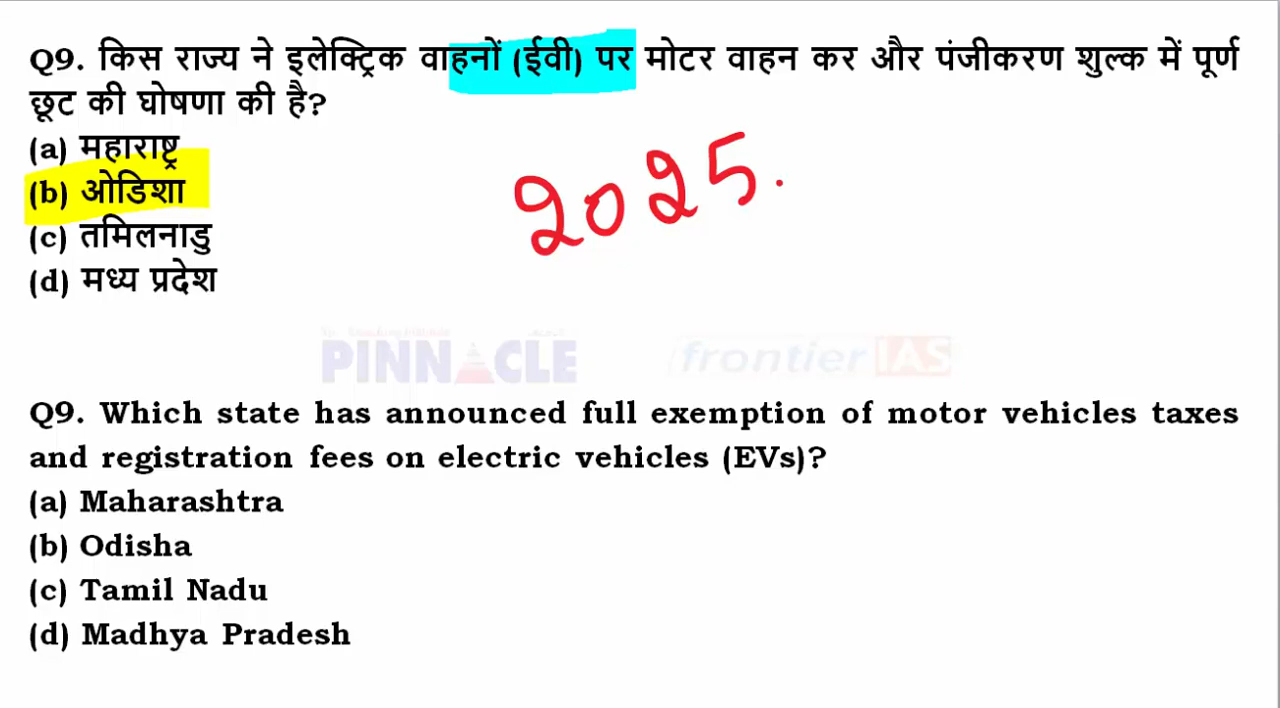 Q9. किस राज्य ने इलेक्ट्रिक वाहनों (ईवी) पर मोटर वाहन कर और पंजीकरण शुल्क में पूर्ण
छूट की घोषणा की है?
(a) महाराष्ट्र
(b) ओडिशा
(c) तमिलनाडु
(d) मध्य प्रदेश
2025.
PINNACLE frontier IAS
Q9. Which state has announced full exemption of motor vehicles taxes
and registration fees on electric vehicles (EVs)?
(a) Maharashtra
(b) Odisha
(c) Tamil Nadu
(d) Madhya Pradesh